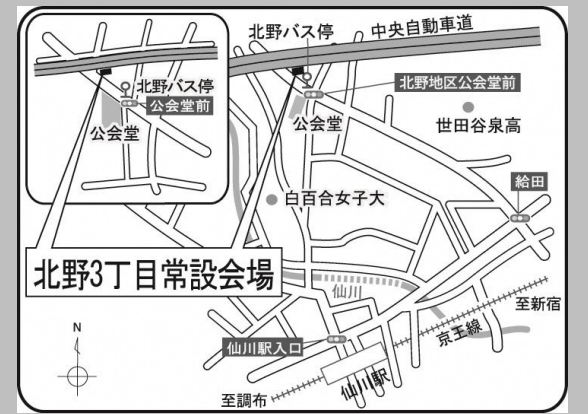 北野バス停
公会堂前
公会堂
北野バス停
中央自動車道
北野地区公会堂前
公会堂
世田谷泉高
給田
白百合女子大
北野3丁目常設会場
仙川
至新宿
京王線
仙川駅入口
仙川駅
至調布
N